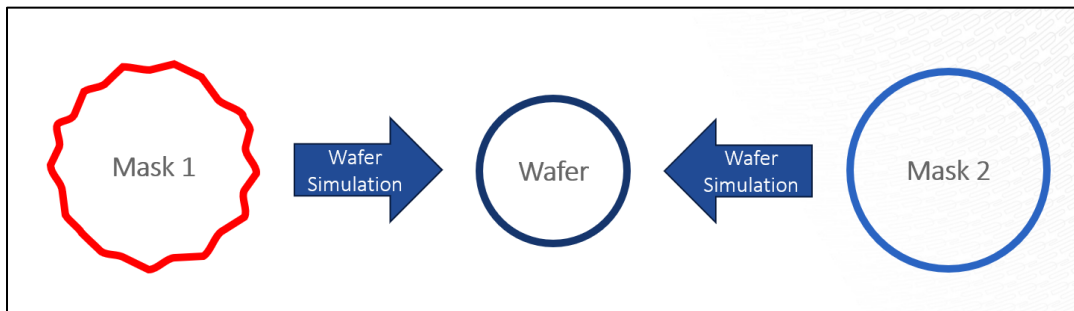 Mask 1
Wafer
Simulation
Wafer
Wafer
Simulation
Mask 2